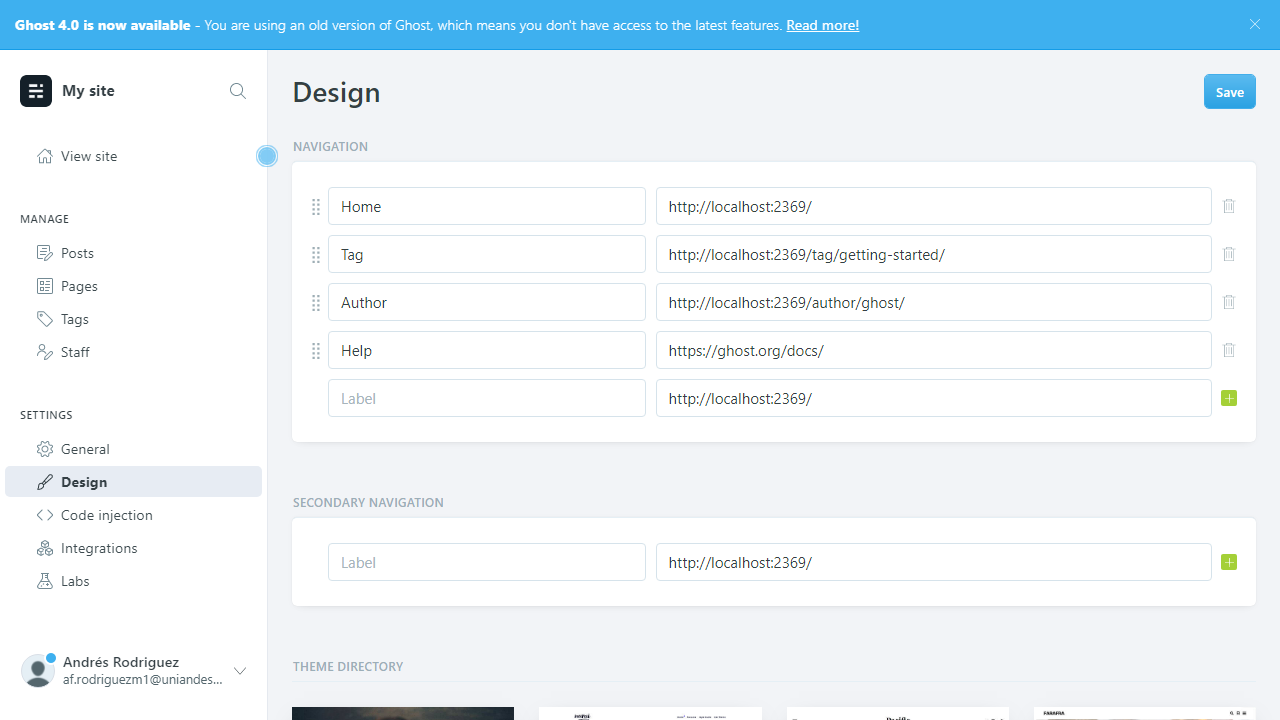 Ghost 4.0 is now available - You are using an old version of Ghost, which means you don't have access to the latest features. Read more!
My site
View site
MANAGE
Posts
Pages
Tags
Staff
SETTINGS
General
Design
Code injection
Integrations
Labs
Andrés Rodriguez
af.rodriguezm1@uniandes...
Design
Save
NAVIGATION
Home http://localhost:2369/
Tag http://localhost:2369/tag/getting-started/
Author http://localhost:2369/author/ghost/
Help https://ghost.org/docs/
Label http://localhost:2369/
SECONDARY NAVIGATION
Label http://localhost:2369/
THEME DIRECTORY